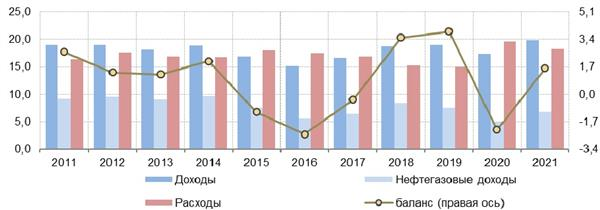 25,0 5,1
20,0 3,4
15,0 1,7
10,0 0,0
5,0 -1,7
0,0 -3,4
2011 2012 2013 2014 2015 2016 2017 2018 2019 2020 2021
Доходы Нефтегазовые доходы
Расходы баланс (правая ось)